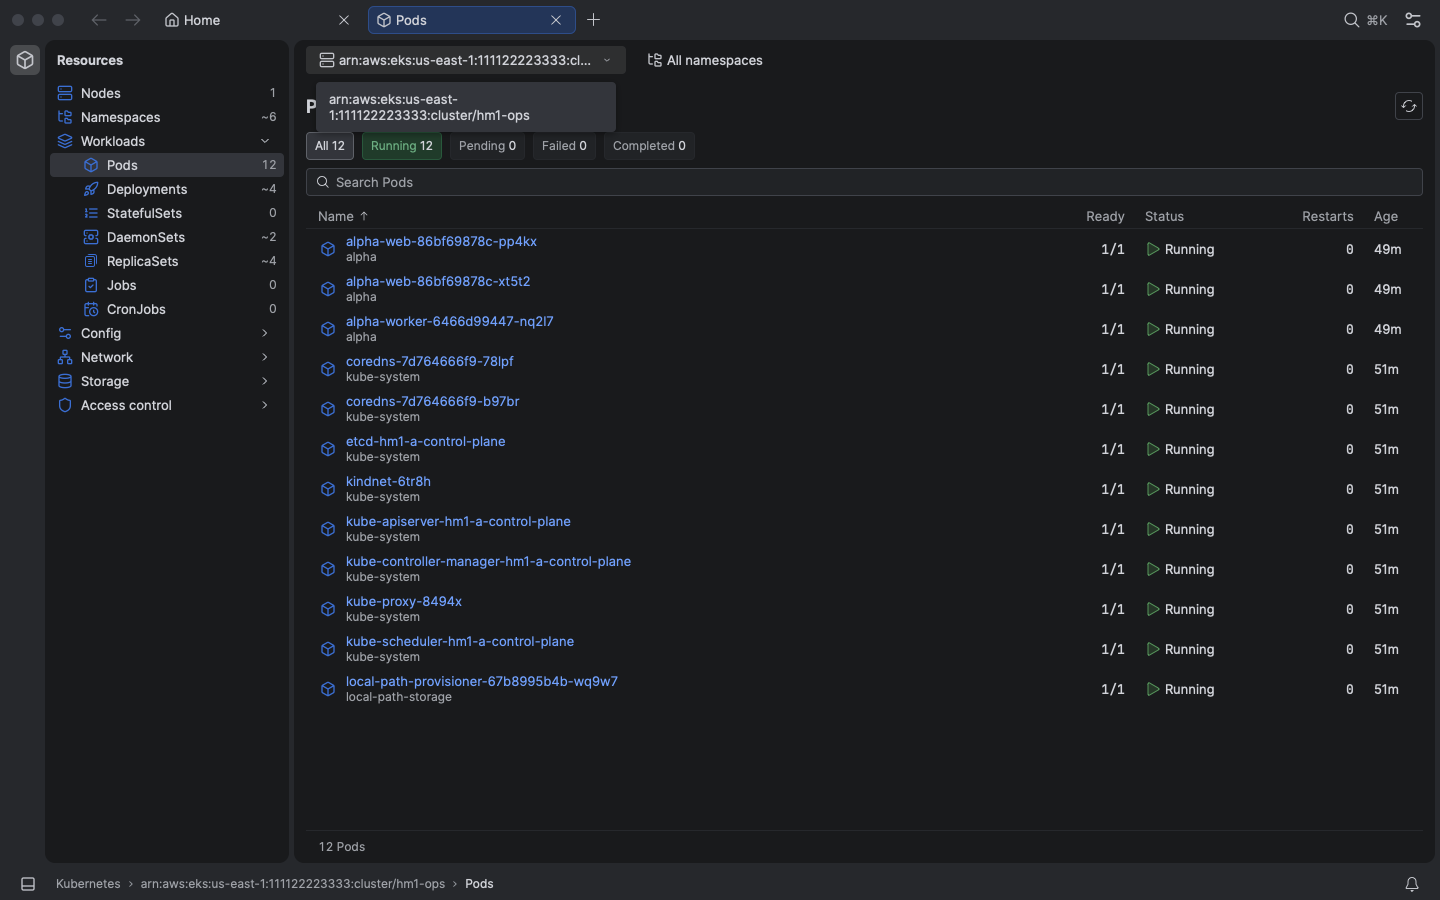 Home
Pods
⌘K
Resources
Nodes 1
Namespaces ~6
Workloads
Pods 12
Deployments ~4
StatefulSets 0
DaemonSets ~2
ReplicaSets ~4
Jobs 0
CronJobs 0
Config
Network
Storage
Access control
arn:aws:eks:us-east-1:111122223333:cl...
All namespaces
P
arn:aws:eks:us-east-
1:111122223333:cluster/hm1-ops
All 12
Running 12
Pending 0
Failed 0
Completed 0
Search Pods
Name ↑ Ready Status Restarts Age
alpha-web-86bf69878c-pp4kx 1/1 Running 0 49m
alpha
alpha-web-86bf69878c-xt5t2 1/1 Running 0 49m
alpha
alpha-worker-6466d99447-nq2l7 1/1 Running 0 49m
alpha
coredns-7d764666f9-78lpf 1/1 Running 0 51m
kube-system
coredns-7d764666f9-b97br 1/1 Running 0 51m
kube-system
etcd-hm1-a-control-plane 1/1 Running 0 51m
kube-system
kindnet-6tr8h 1/1 Running 0 51m
kube-system
kube-apiserver-hm1-a-control-plane 1/1 Running 0 51m
kube-system
kube-controller-manager-hm1-a-control-plane 1/1 Running 0 51m
kube-system
kube-proxy-8494x 1/1 Running 0 51m
kube-system
kube-scheduler-hm1-a-control-plane 1/1 Running 0 51m
kube-system
local-path-provisioner-67b8995b4b-wq9w7 1/1 Running 0 51m
local-path-storage
12 Pods
Kubernetes › arn:aws:eks:us-east-1:111122223333:cluster/hm1-ops › Pods